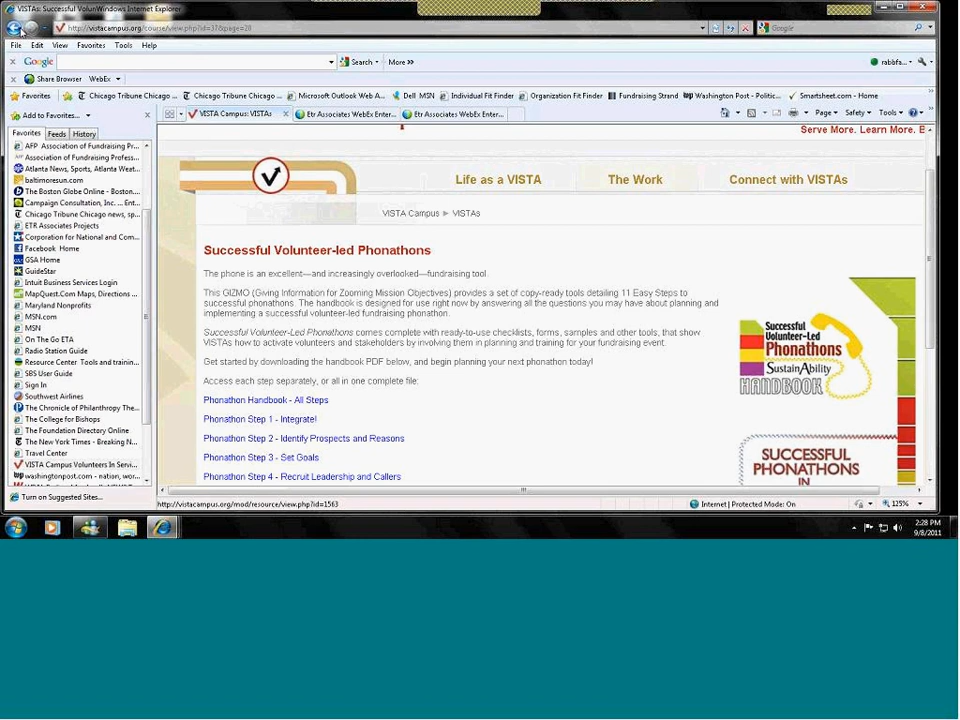 VISTAs: Successful VolunWindows Internet Explorer
http://vistacampus.org/course/view.php?id=31&page=20
Google
File Edit View Favorites Tools Help
Google Search More >> rabbfa...
Share Browser WebEx
Favorites Chicago Tribune Chicago ... Chicago Tribune Chicago ... Microsoft Outlook Web A... Dell MSN Individual Fit Finder Organization Fit Finder Fundraising Strand Washington Post - Politic... Smartsheet.com - Home
Add to Favorites... VISTA Campus: VISTAs Etr Associates WebEx Enter... Etr Associates WebEx Enter... Page Safety Tools
Favorites Feeds History
AFP Association of Fundraising Pr...
Association of Fundraising Profess...
Atlanta News, Sports, Atlanta Weat...
baltimoresun.com
The Boston Globe Online - Boston....
Campaign Consultation, Inc. ... Ent...
Chicago Tribune Chicago news, sp...
ETR Associates Projects
Corporation for National and Com...
Facebook Home
GSA Home
GuideStar
Intuit Business Services Login
MapQuest.Com Maps, Directions ...
Maryland Nonprofits
MSN.com
MSN
On The Go ETA
Radio Station Guide
Resource Center Tools and trainin...
SBS User Guide
Sign In
Southwest Airlines
The Chronicle of Philanthropy The...
The College for Bishops
The Foundation Directory Online
The New York Times - Breaking N...
Travel Center
VISTA Campus Volunteers In Servi...
washingtonpost.com - nation, wor...
Turn on Suggested Sites...
Serve More. Learn More. B
Life as a VISTA The Work Connect with VISTAs
VISTA Campus ► VISTAs
Successful Volunteer-led Phonathons
The phone is an excellent—and increasingly overlooked—fundraising tool.
This GIZMO (Giving Information for Zooming Mission Objectives) provides a set of copy-ready tools detailing 11 Easy Steps to
successful phonathons. The handbook is designed for use right now by answering all the questions you may have about planning and
implementing a successful volunteer-led fundraising phonathon.
Successful Volunteer-Led Phonathons comes complete with ready-to-use checklists, forms, samples and other tools, that show
VISTAs how to activate volunteers and stakeholders by involving them in planning and training for your fundraising event.
Get started by downloading the handbook PDF below, and begin planning your next phonathon today!
Access each step separately, or all in one complete file:
Phonathon Handbook - All Steps
Phonathon Step 1 - Integrate!
Phonathon Step 2 - Identify Prospects and Reasons
Phonathon Step 3 - Set Goals
Phonathon Step 4 - Recruit Leadership and Callers
Successful
Volunteer-Led
Phonathons
SustainAbility
HANDBOOK
SUCCESSFUL
PHONATHONS
IN
http://vistacampus.org/mod/resource/view.php?id=1563
Internet | Protected Mode: On
125%
2:28 PM
9/8/2011